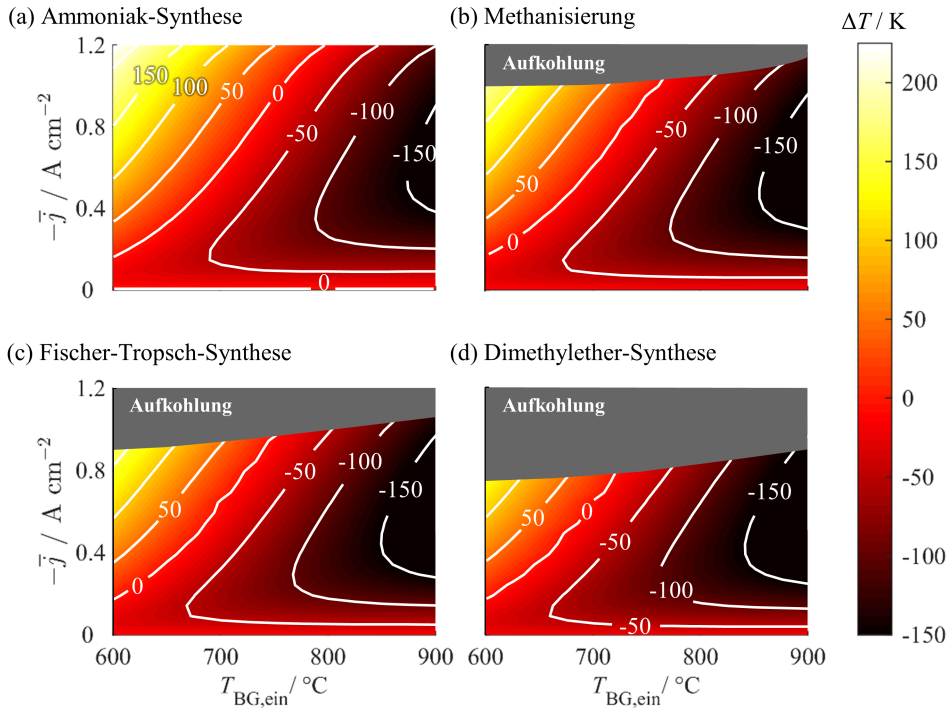 (a) Ammoniak-Synthese
(b) Methanisierung
ΔT / K
1.2
0.8
0.4
0
−j̅ / A cm⁻²
150
100
50
0
-50
-100
-150
0
Aufkohlung
50
0
-50
-100
-150
200
150
100
50
0
-50
-100
-150
(c) Fischer-Tropsch-Synthese
(d) Dimethylether-Synthese
1.2
0.8
0.4
0
−j̅ / A cm⁻²
Aufkohlung
50
0
-50
-100
-150
Aufkohlung
50
0
-50
-100
-150
-50
600 700 800 900
600 700 800 900
T_BG,ein / °C
T_BG,ein / °C